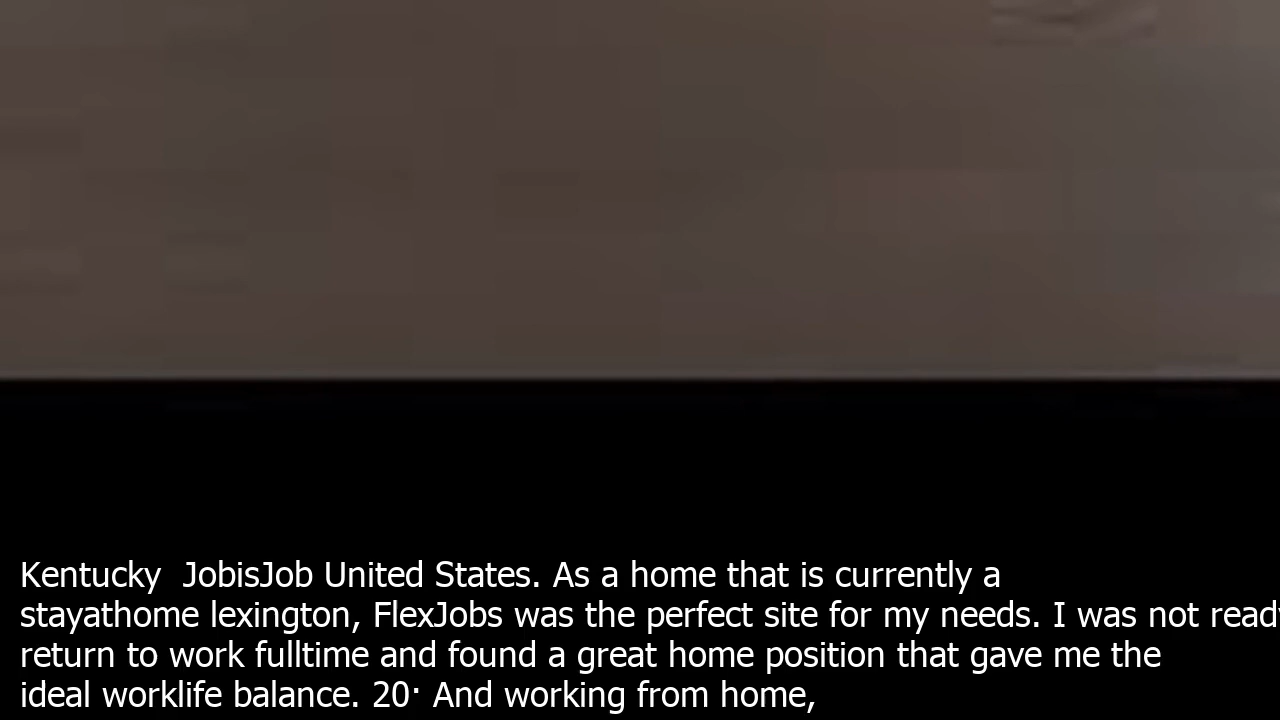 Kentucky  JobisJob United States. As a home that is currently a
stayathome lexington, FlexJobs was the perfect site for my needs. I was not
return to work fulltime and found a great home position that gave me the
ideal worklife balance. 20· And working from home,